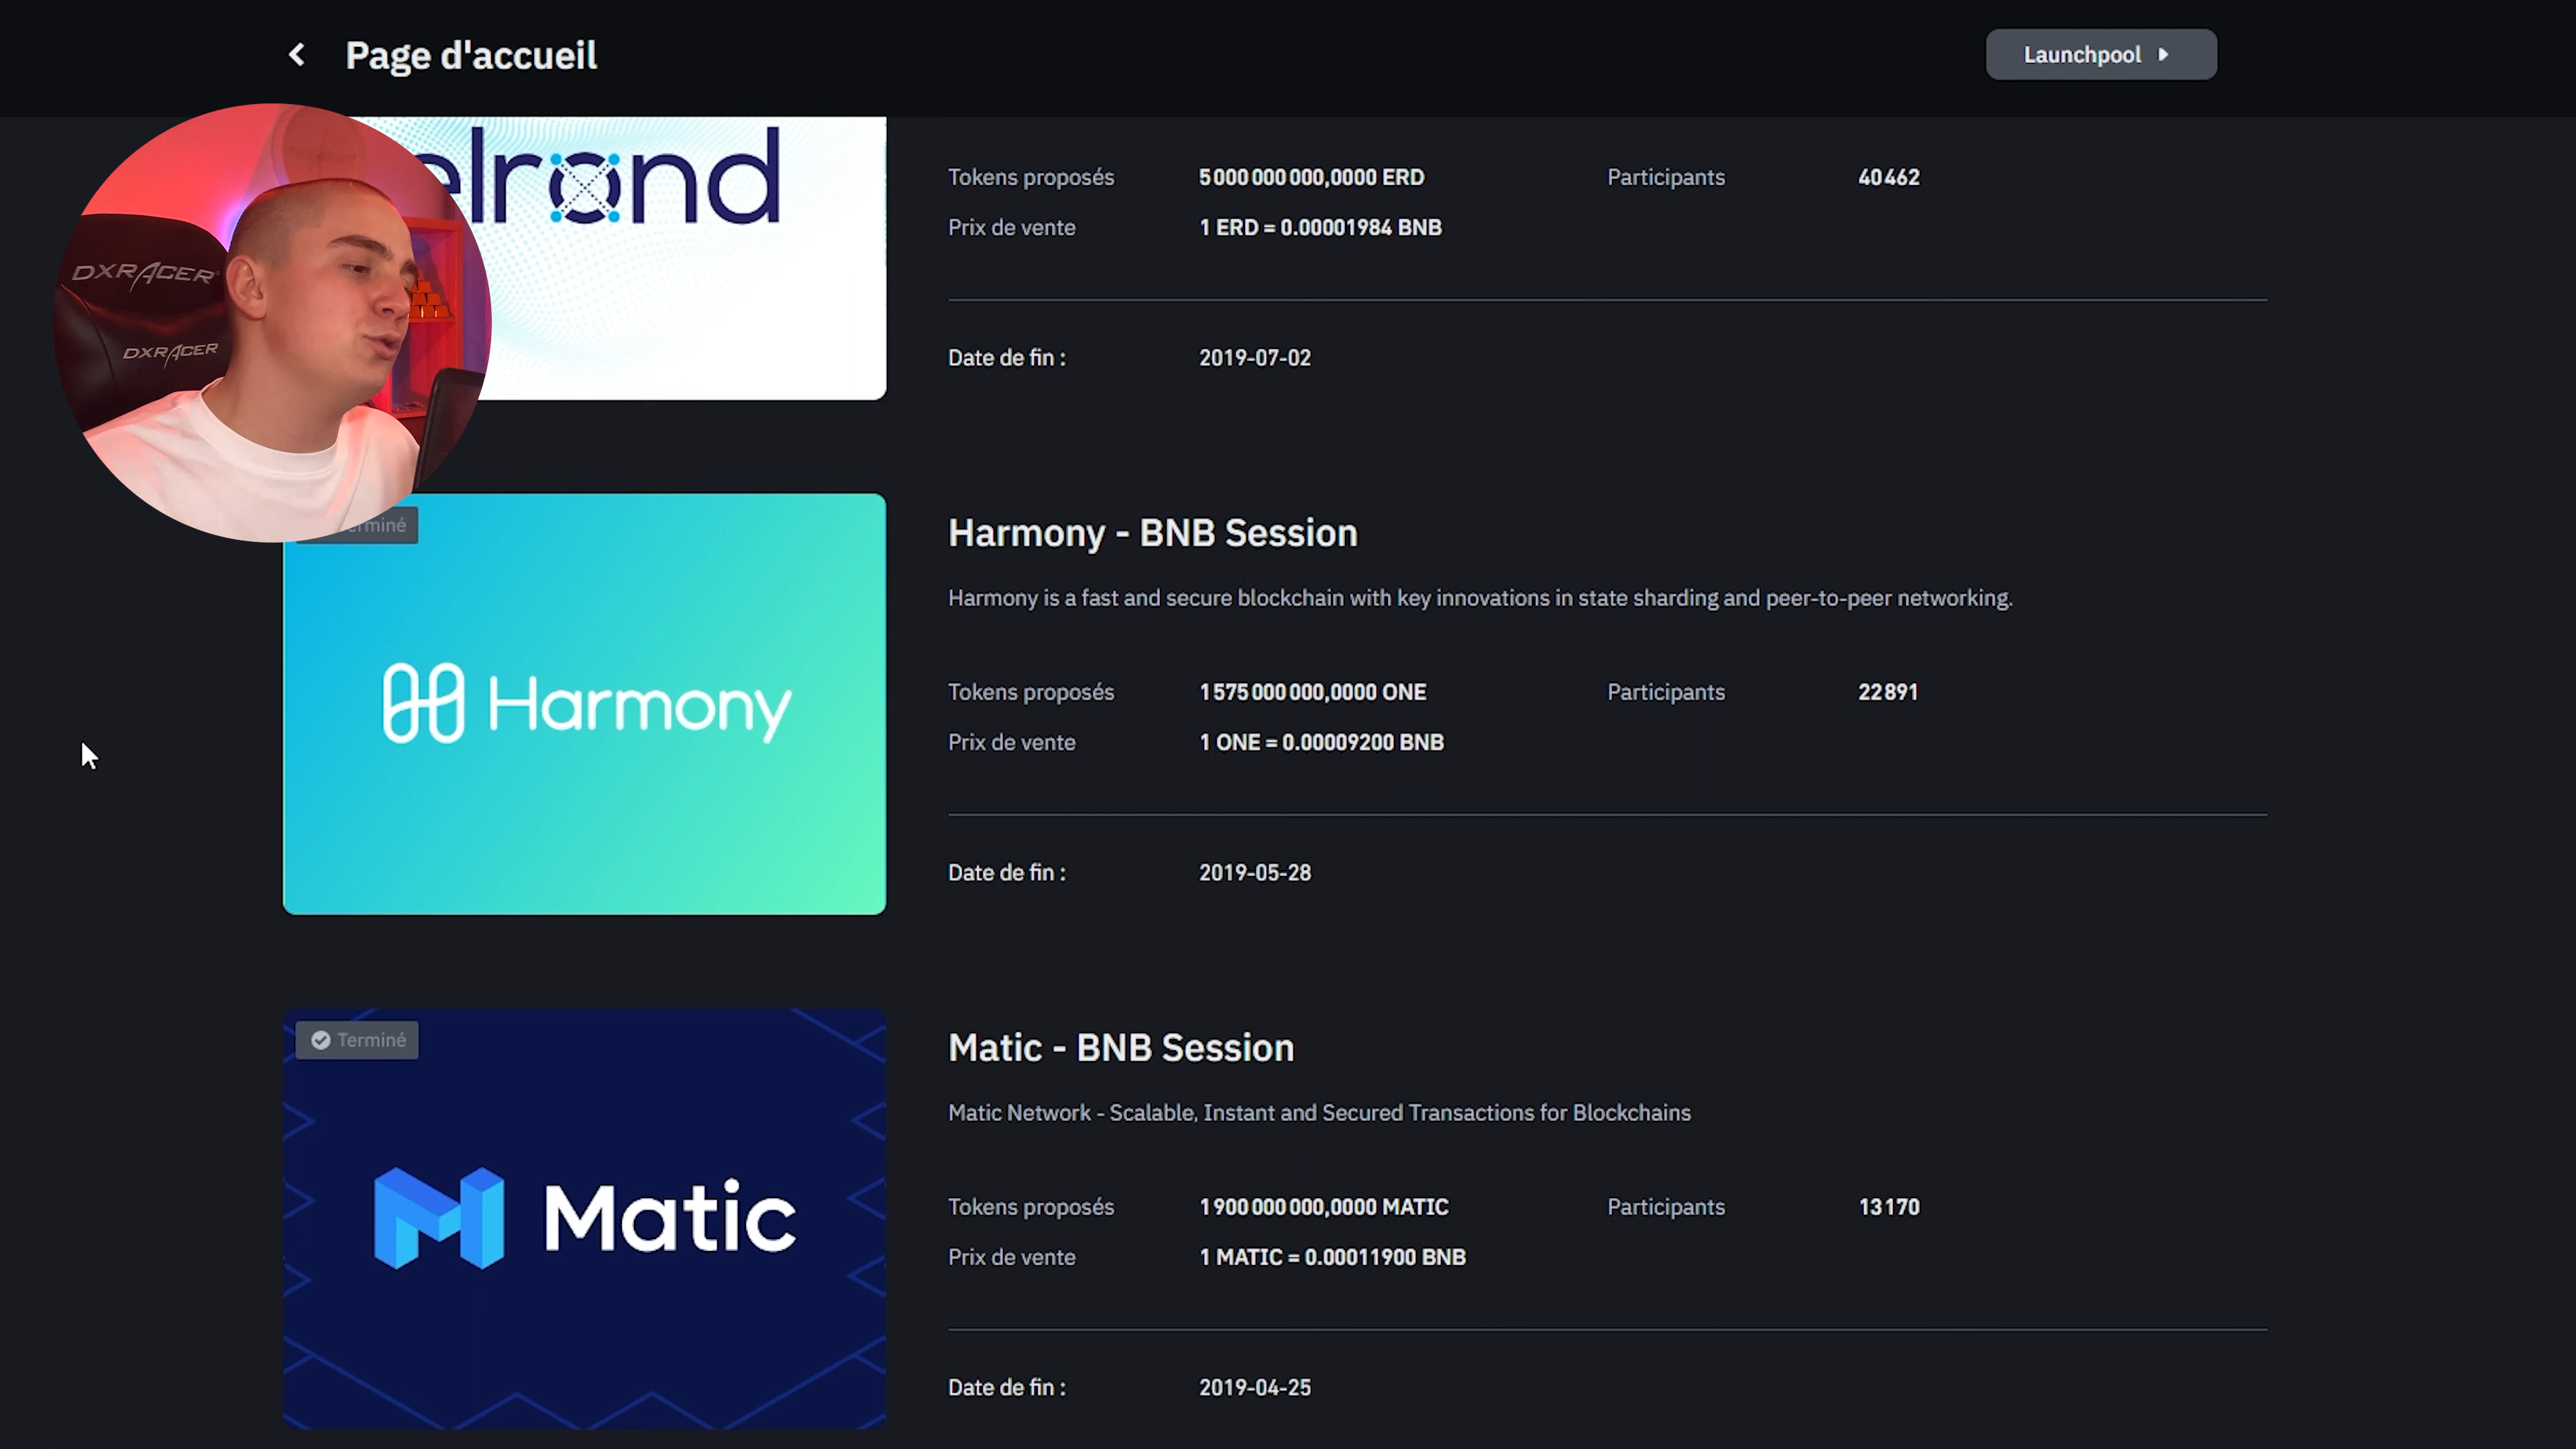 Page d'accueil
Launchpool
elrond
DXRACER
DXRACER
Tokens proposés 5 000 000 000,0000 ERD Participants 40 462
Prix de vente 1 ERD = 0.00001984 BNB
Date de fin : 2019-07-02
Terminé
Harmony
Harmony - BNB Session
Harmony is a fast and secure blockchain with key innovations in state sharding and peer-to-peer networking.
Tokens proposés 1 575 000 000,0000 ONE Participants 22 891
Prix de vente 1 ONE = 0.00009200 BNB
Date de fin : 2019-05-28
Terminé
Matic
Matic - BNB Session
Matic Network - Scalable, Instant and Secured Transactions for Blockchains
Tokens proposés 1 900 000 000,0000 MATIC Participants 13 170
Prix de vente 1 MATIC = 0.00011900 BNB
Date de fin : 2019-04-25